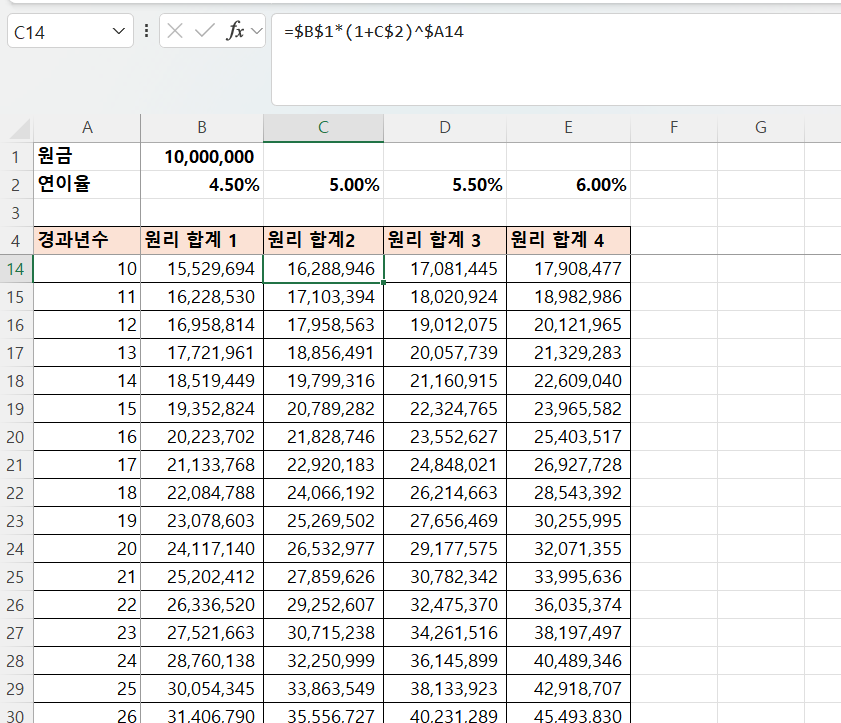 C14 fx =$B$1*(1+C$2)^$A14
A B C D E F G
1 원금 10,000,000
2 연이율 4.50% 5.00% 5.50% 6.00%
3
4 경과년수 원리 합계 1 원리 합계2 원리 합계 3 원리 합계 4
14 10 15,529,694 16,288,946 17,081,445 17,908,477
15 11 16,228,530 17,103,394 18,020,924 18,982,986
16 12 16,958,814 17,958,563 19,012,075 20,121,965
17 13 17,721,961 18,856,491 20,057,739 21,329,283
18 14 18,519,449 19,799,316 21,160,915 22,609,040
19 15 19,352,824 20,789,282 22,324,765 23,965,582
20 16 20,223,702 21,828,746 23,552,627 25,403,517
21 17 21,133,768 22,920,183 24,848,021 26,927,728
22 18 22,084,788 24,066,192 26,214,663 28,543,392
23 19 23,078,603 25,269,502 27,656,469 30,255,995
24 20 24,117,140 26,532,977 29,177,575 32,071,355
25 21 25,202,412 27,859,626 30,782,342 33,995,636
26 22 26,336,520 29,252,607 32,475,370 36,035,374
27 23 27,521,663 30,715,238 34,261,516 38,197,497
28 24 28,760,138 32,250,999 36,145,899 40,489,346
29 25 30,054,345 33,863,549 38,133,923 42,918,707
30 26 31,406,790 35,556,727 40,231,289 45,493,830